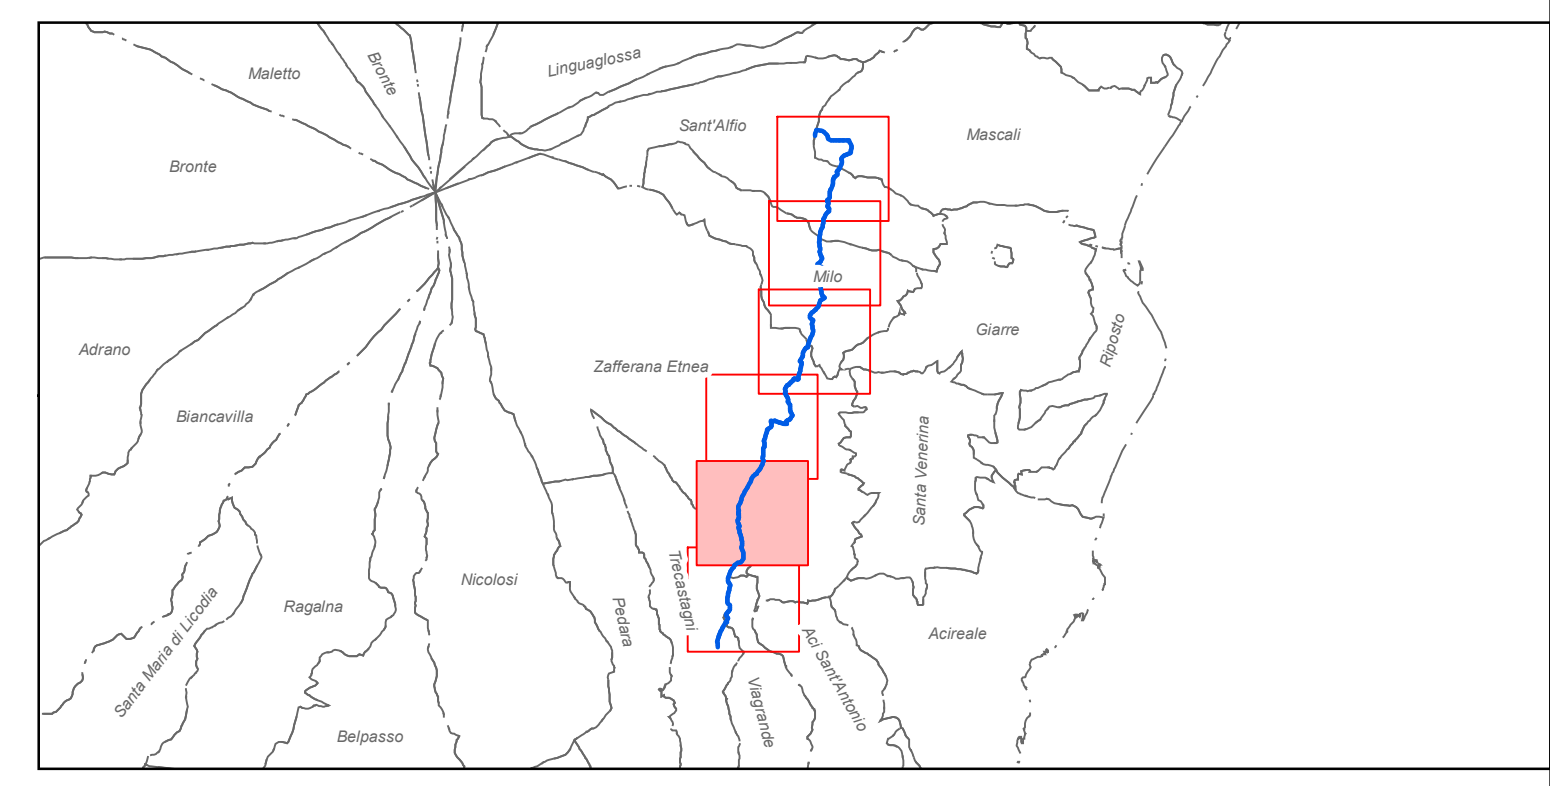 Linguaglossa
Maletto
Bronte
Sant'Alfio
Mascali
Bronte
Milo
Giarre
Riposto
Adrano
Zafferana Etnea
Biancavilla
Santa Venerina
Nicolosi
Ragalna
Trecastagni
Pedara
Santa Maria di Licodia
Acireale
Aci Sant'Antonio
Viagrande
Belpasso